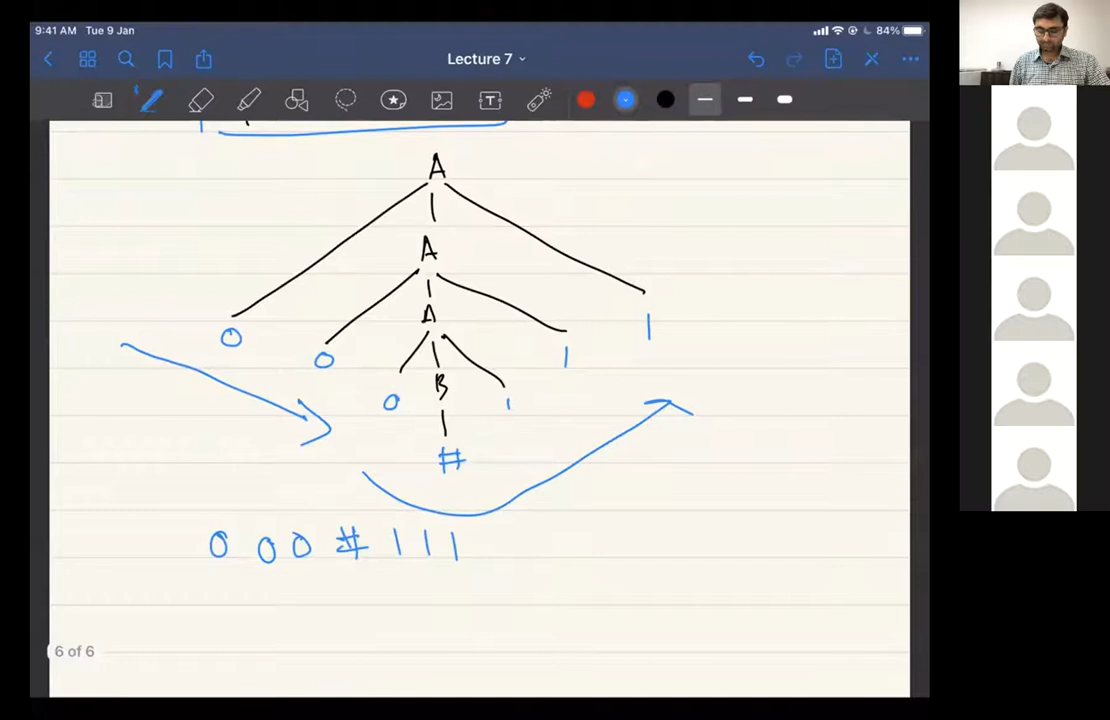 9:41 AM Tue 9 Jan
84%
Lecture 7
A
A
0 A 1
0 B 1
0 1
#
0 0 0 # 1 1 1
6 of 6